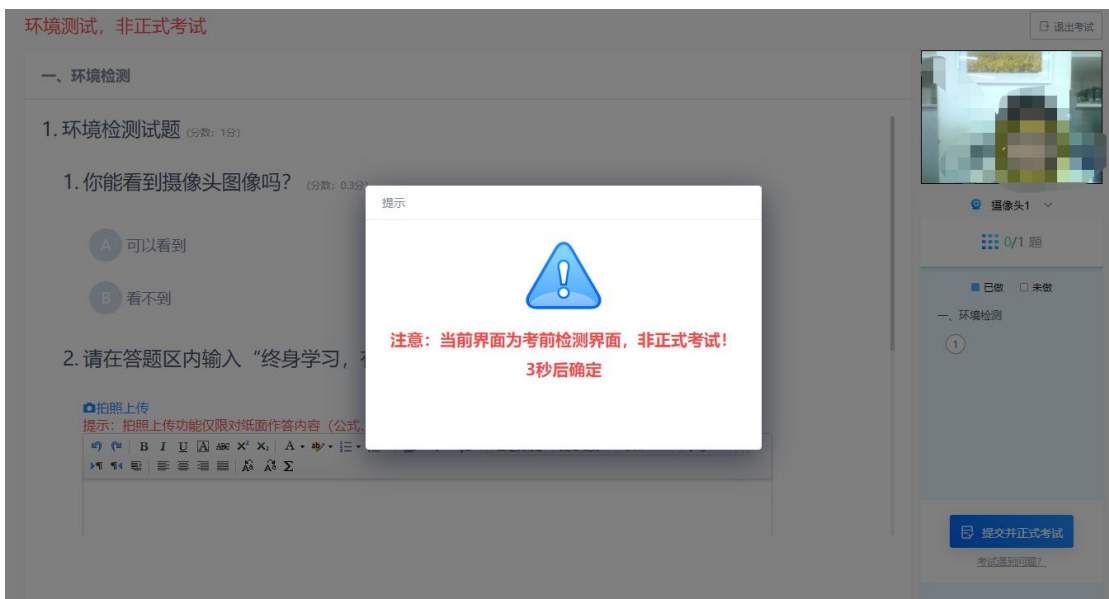 环境测试，非正式考试
退出考试
一、环境检测
1. 环境检测试题 (分数: 1分)
1. 你能看到摄像头图像吗? (分数: 0.3分)
A 可以看到
B 看不到
2. 请在答题区内输入“终身学习，
拍照上传
提示：拍照上传功能仅限对纸面作答内容（公式、
提示
注意：当前界面为考前检测界面，非正式考试!
3秒后确定
摄像头1
0/1 题
已做 未做
一、环境检测
1
提交并正式考试
考试遇到问题?